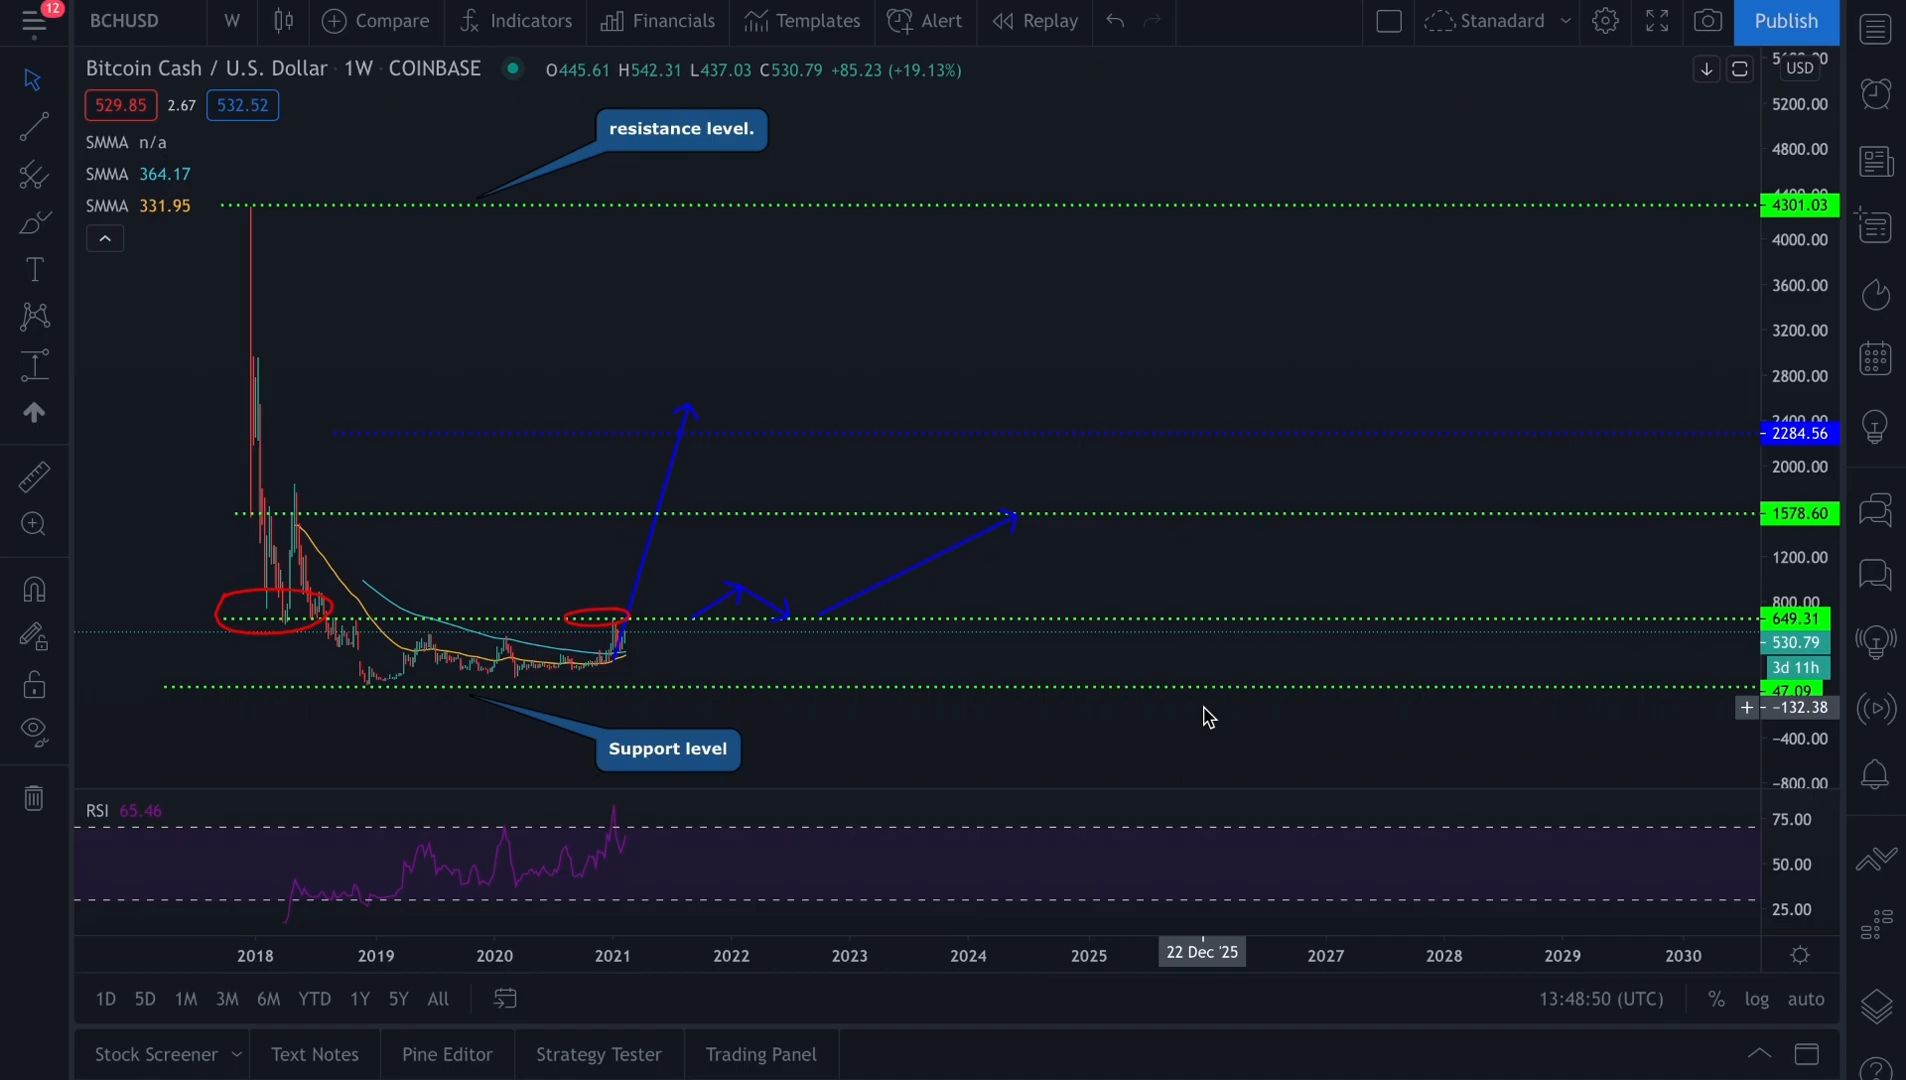 12
BCHUSD W Compare Indicators Financials Templates Alert Replay Stanadard Publish
Bitcoin Cash / U.S. Dollar · 1W · COINBASE O445.61 H542.31 L437.03 C530.79 +85.23 (+19.13%)
USD
529.85 2.67 532.52
5200.00
resistance level.
SMMA n/a
4800.00
SMMA 364.17
SMMA 331.95
4301.03
4000.00
3600.00
3200.00
2800.00
2400.00
2284.56
2000.00
1578.60
1200.00
800.00
649.31
530.79
3d 11h
47.09
+ −132.38
Support level
−400.00
−800.00
RSI 65.46
75.00
50.00
25.00
2018 2019 2020 2021 2022 2023 2024 2025 22 Dec '25 2027 2028 2029 2030
1D 5D 1M 3M 6M YTD 1Y 5Y All 13:48:50 (UTC) % log auto
Stock Screener Text Notes Pine Editor Strategy Tester Trading Panel